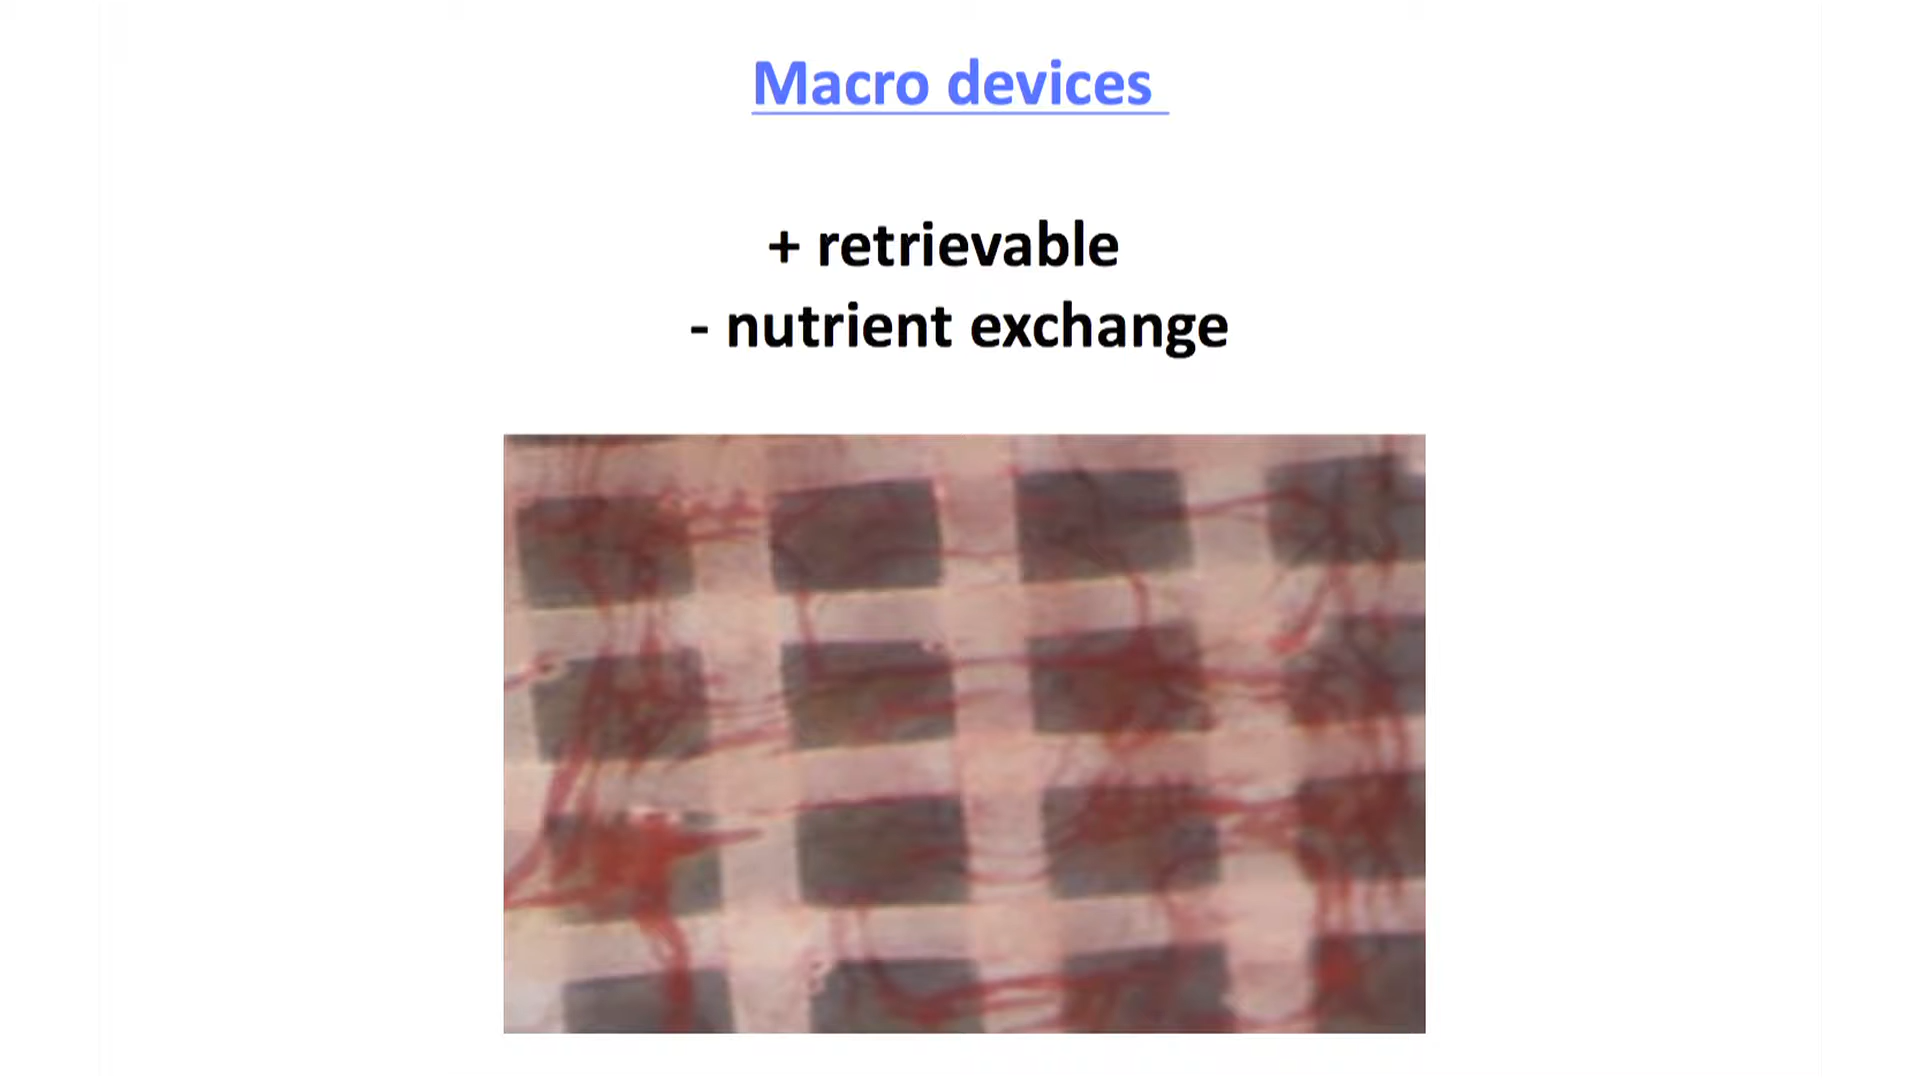 Macro devices
+ retrievable
- nutrient exchange